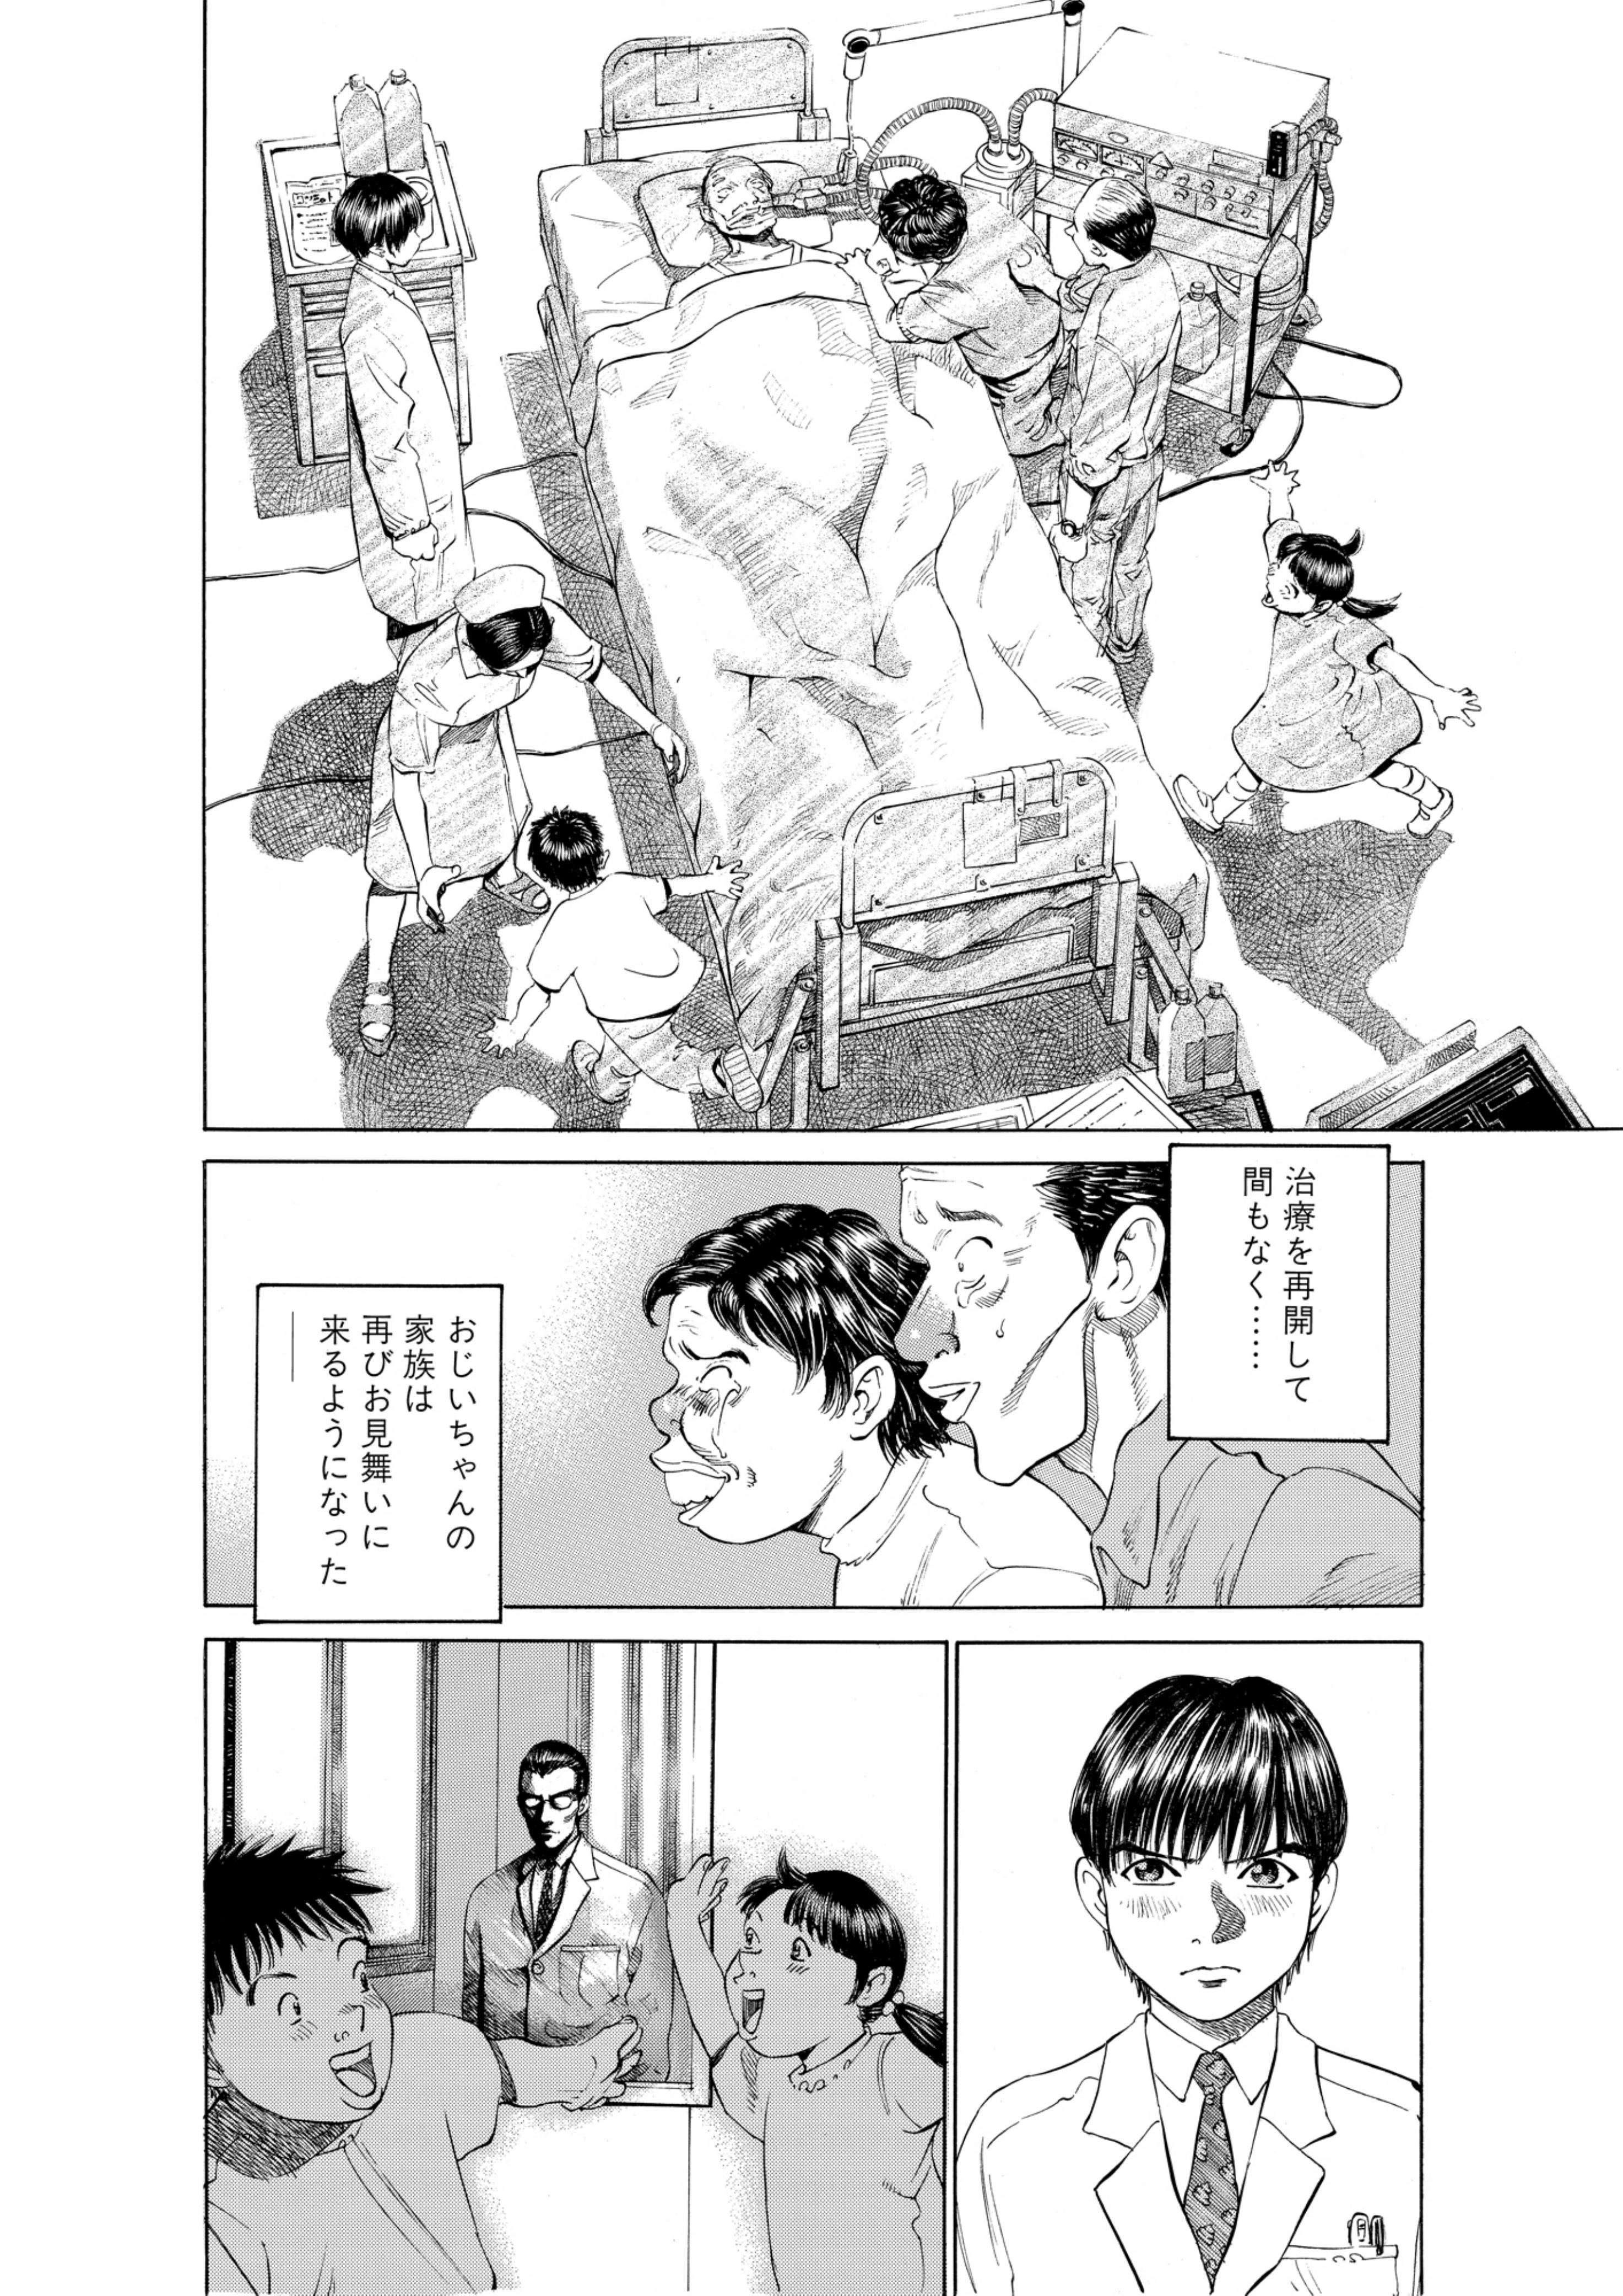 治療を再開して
間もなく……
おじいちゃんの
家族は
再びお見舞いに
来るようになった
――